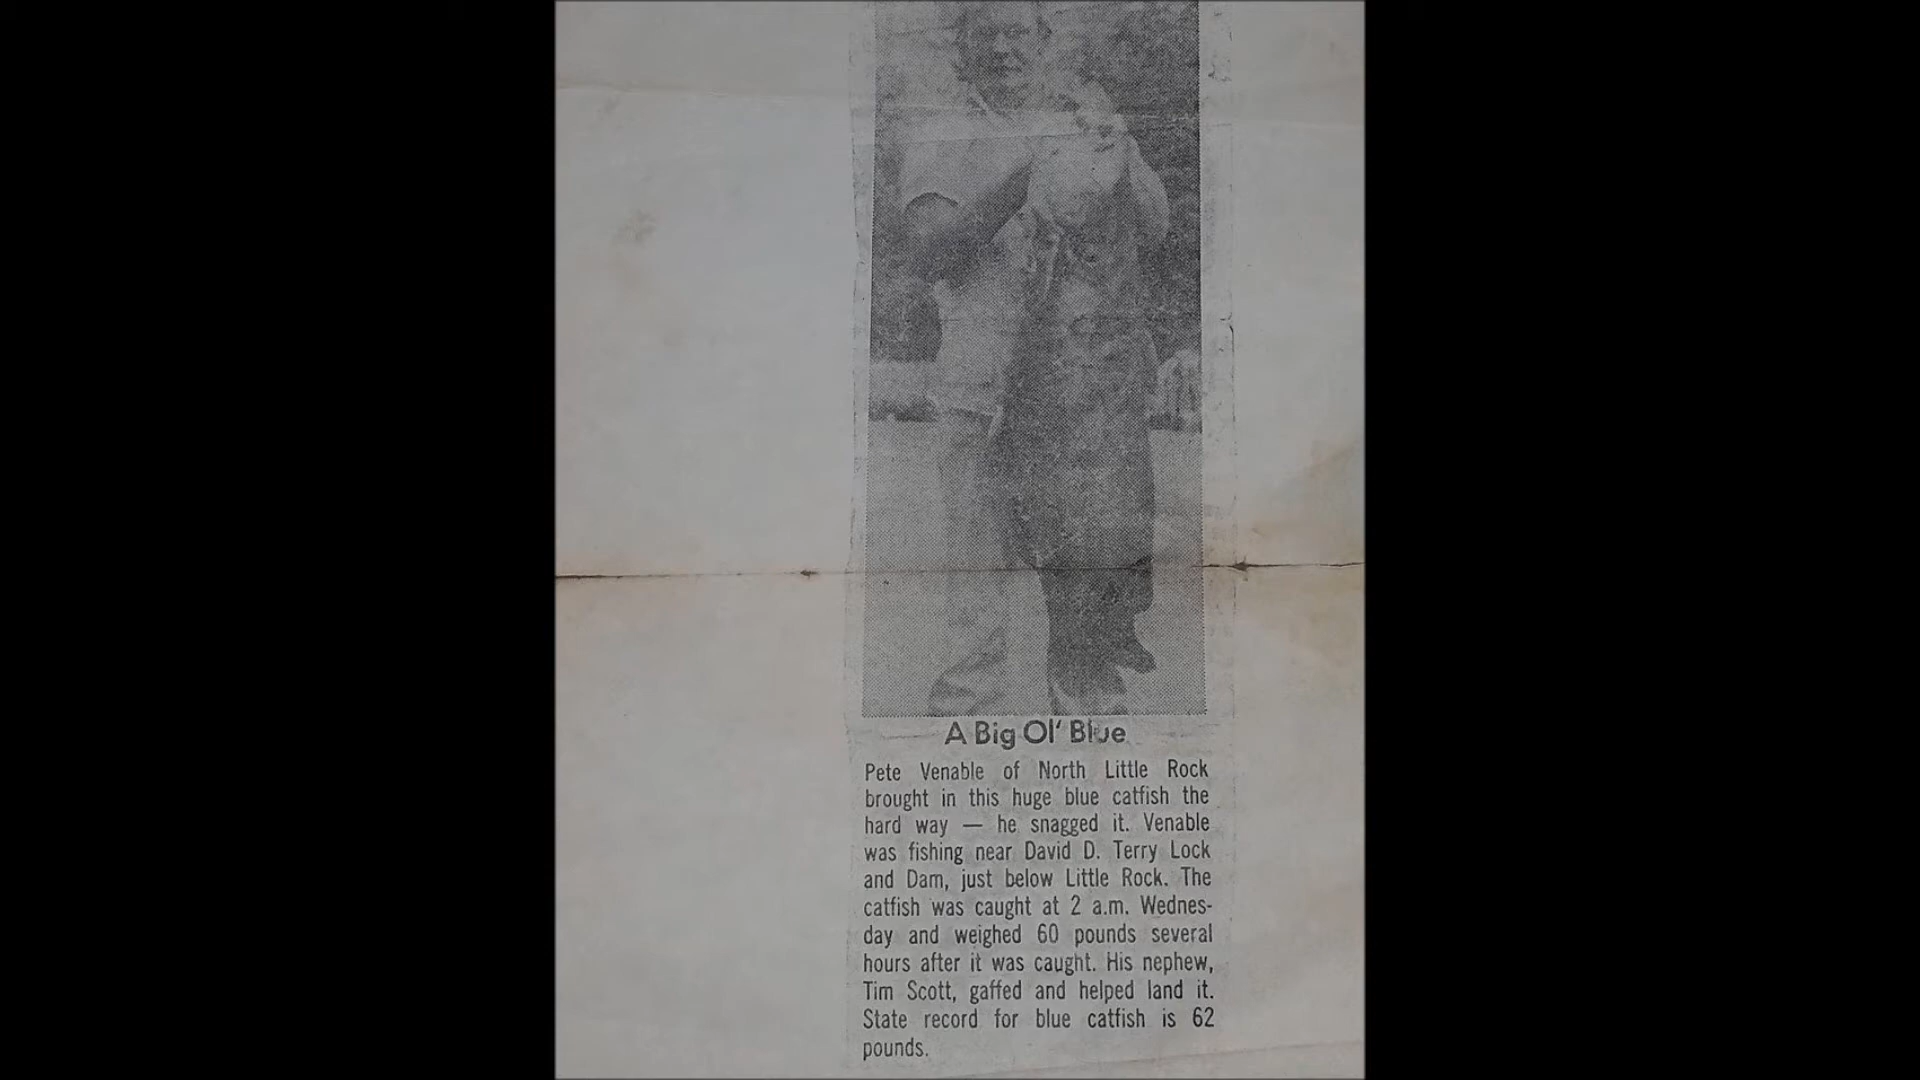 A Big Ol' Blue
Pete Venable of North Little Rock
brought in this huge blue catfish the
hard way — he snagged it. Venable
was fishing near David D. Terry Lock
and Dam, just below Little Rock. The
catfish was caught at 2 a.m. Wednes-
day and weighed 60 pounds several
hours after it was caught. His nephew,
Tim Scott, gaffed and helped land it.
State record for blue catfish is 62
pounds.